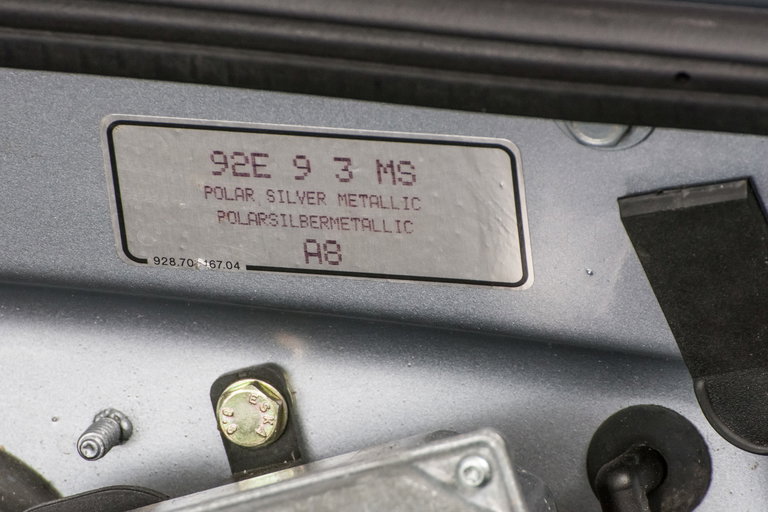 92E 9 3 MS
POLAR SILVER METALLIC
POLARSILBERMETALLIC
A8